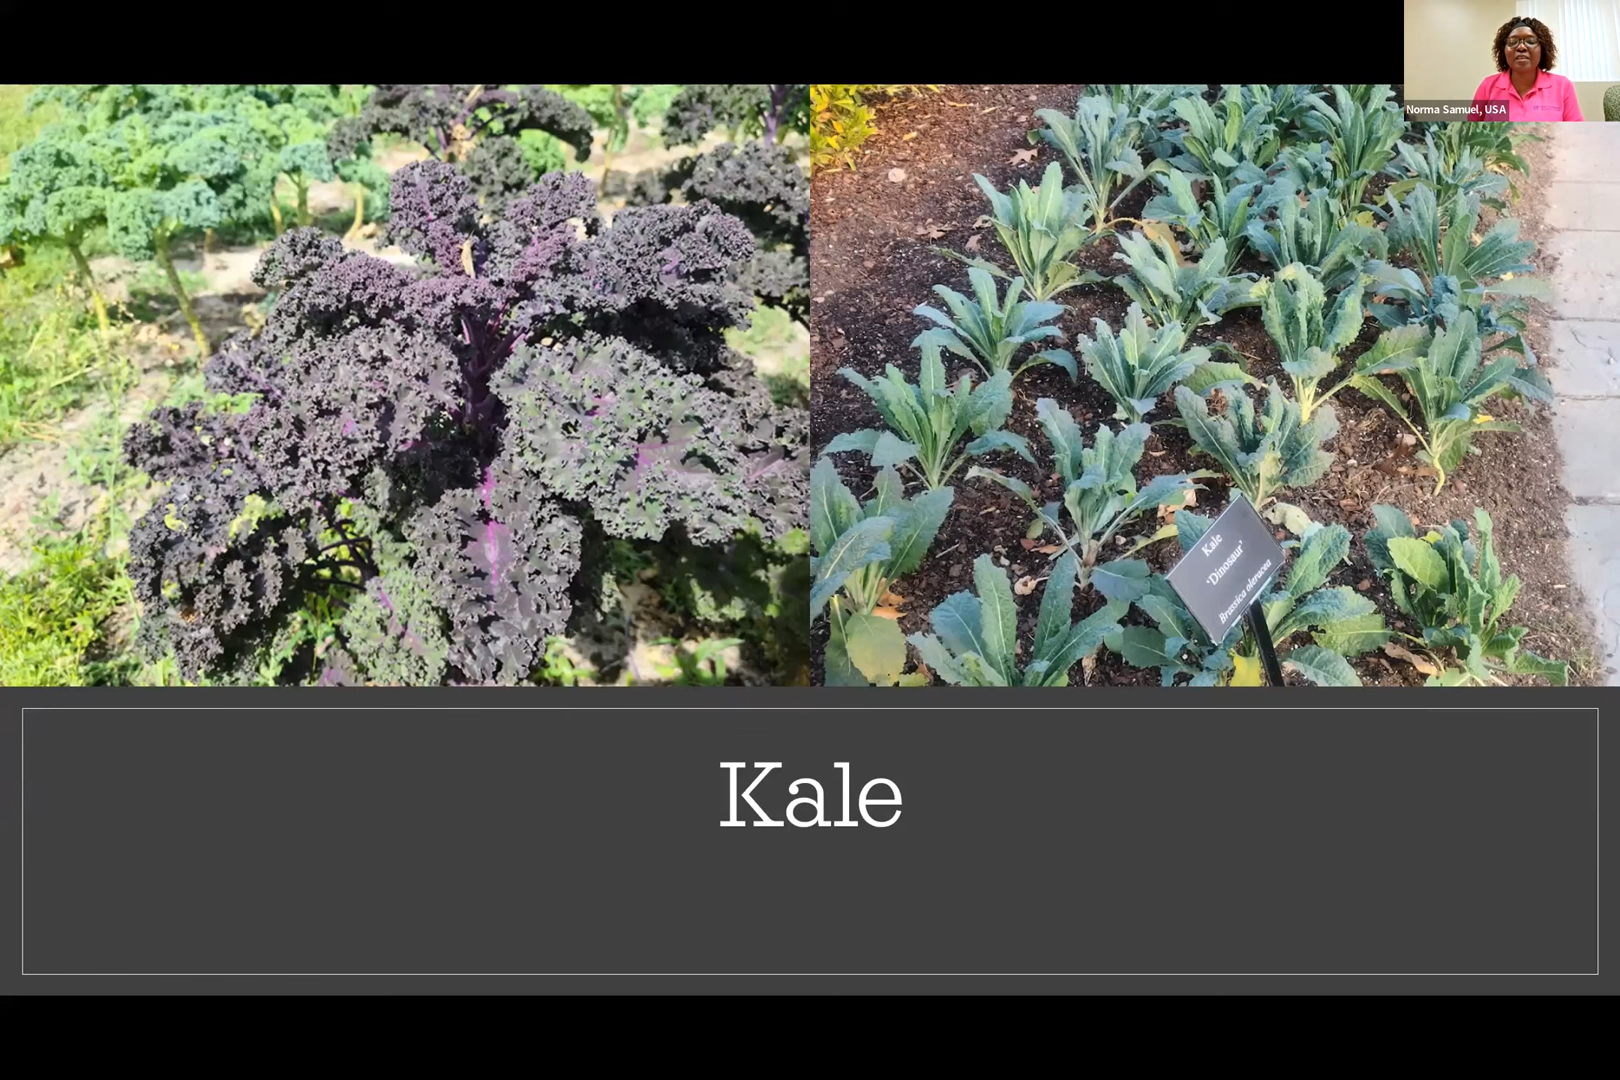 Norma Samuel, USA
Kale
'Dinosaur'
Brassica oleracea
Kale